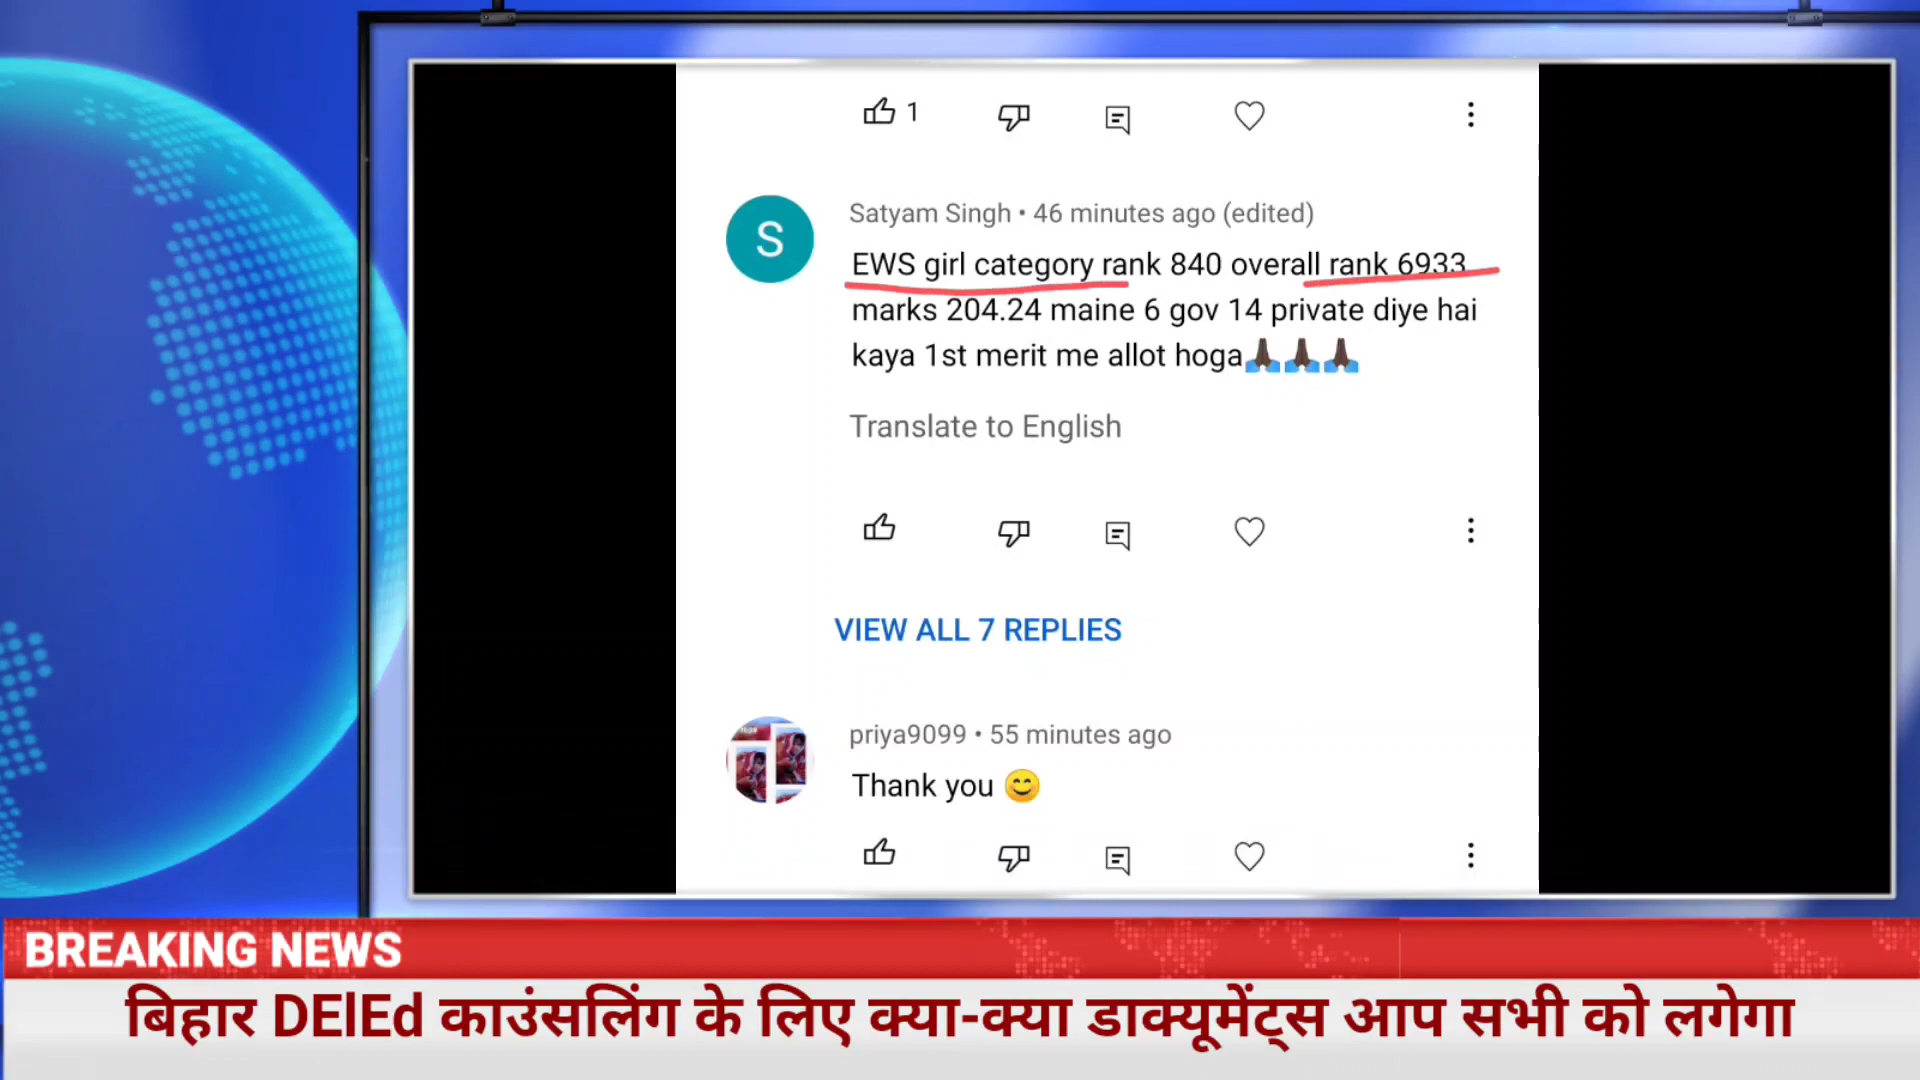 1
Satyam Singh • 46 minutes ago (edited)
S
EWS girl category rank 840 overall rank 6933
marks 204.24 maine 6 gov 14 private diye hai
kaya 1st merit me allot hoga🙏🏿🙏🏿🙏🏿
Translate to English
VIEW ALL 7 REPLIES
priya9099 • 55 minutes ago
Thank you 😊
BREAKING NEWS
बिहार DElEd काउंसलिंग के लिए क्या-क्या डाक्यूमेंट्स आप सभी को लगेगा